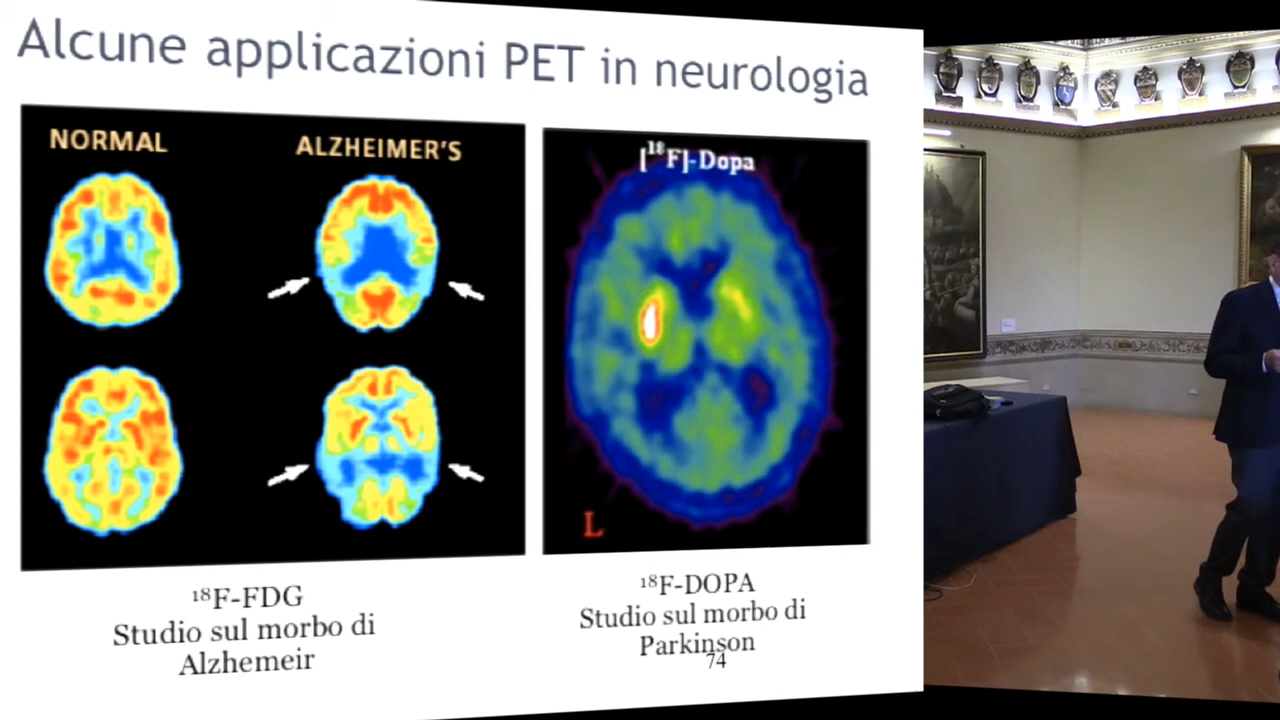 Alcune applicazioni PET in neurologia
NORMAL
ALZHEIMER'S
[¹⁸F]-Dopa
L
¹⁸F-FDG
Studio sul morbo di
Alzhemeir
¹⁸F-DOPA
Studio sul morbo di
Parkinson
74